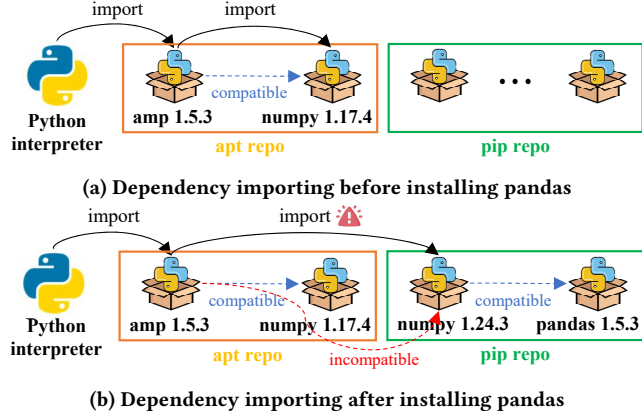 import import
Python
interpreter
compatible
amp 1.5.3 numpy 1.17.4
apt repo
...
pip repo
(a) Dependency importing before installing pandas
import import
Python
interpreter
compatible compatible
amp 1.5.3 numpy 1.17.4 numpy 1.24.3 pandas 1.5.3
apt repo incompatible pip repo
(b) Dependency importing after installing pandas